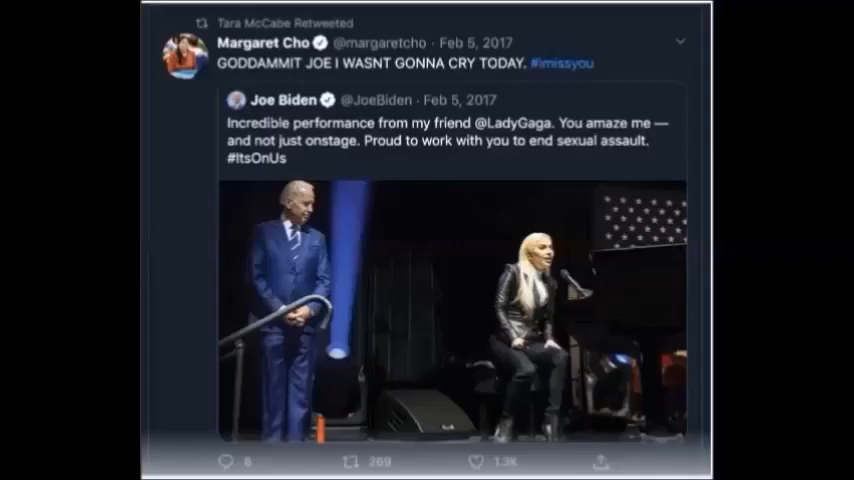 Tara McCabe Retweeted
Margaret Cho @margaretcho · Feb 5, 2017
GODDAMMIT JOE I WASNT GONNA CRY TODAY. #imissyou
Joe Biden @JoeBiden · Feb 5, 2017
Incredible performance from my friend @LadyGaga. You amaze me —
and not just onstage. Proud to work with you to end sexual assault.
#ItsOnUs
8 269 1.3K